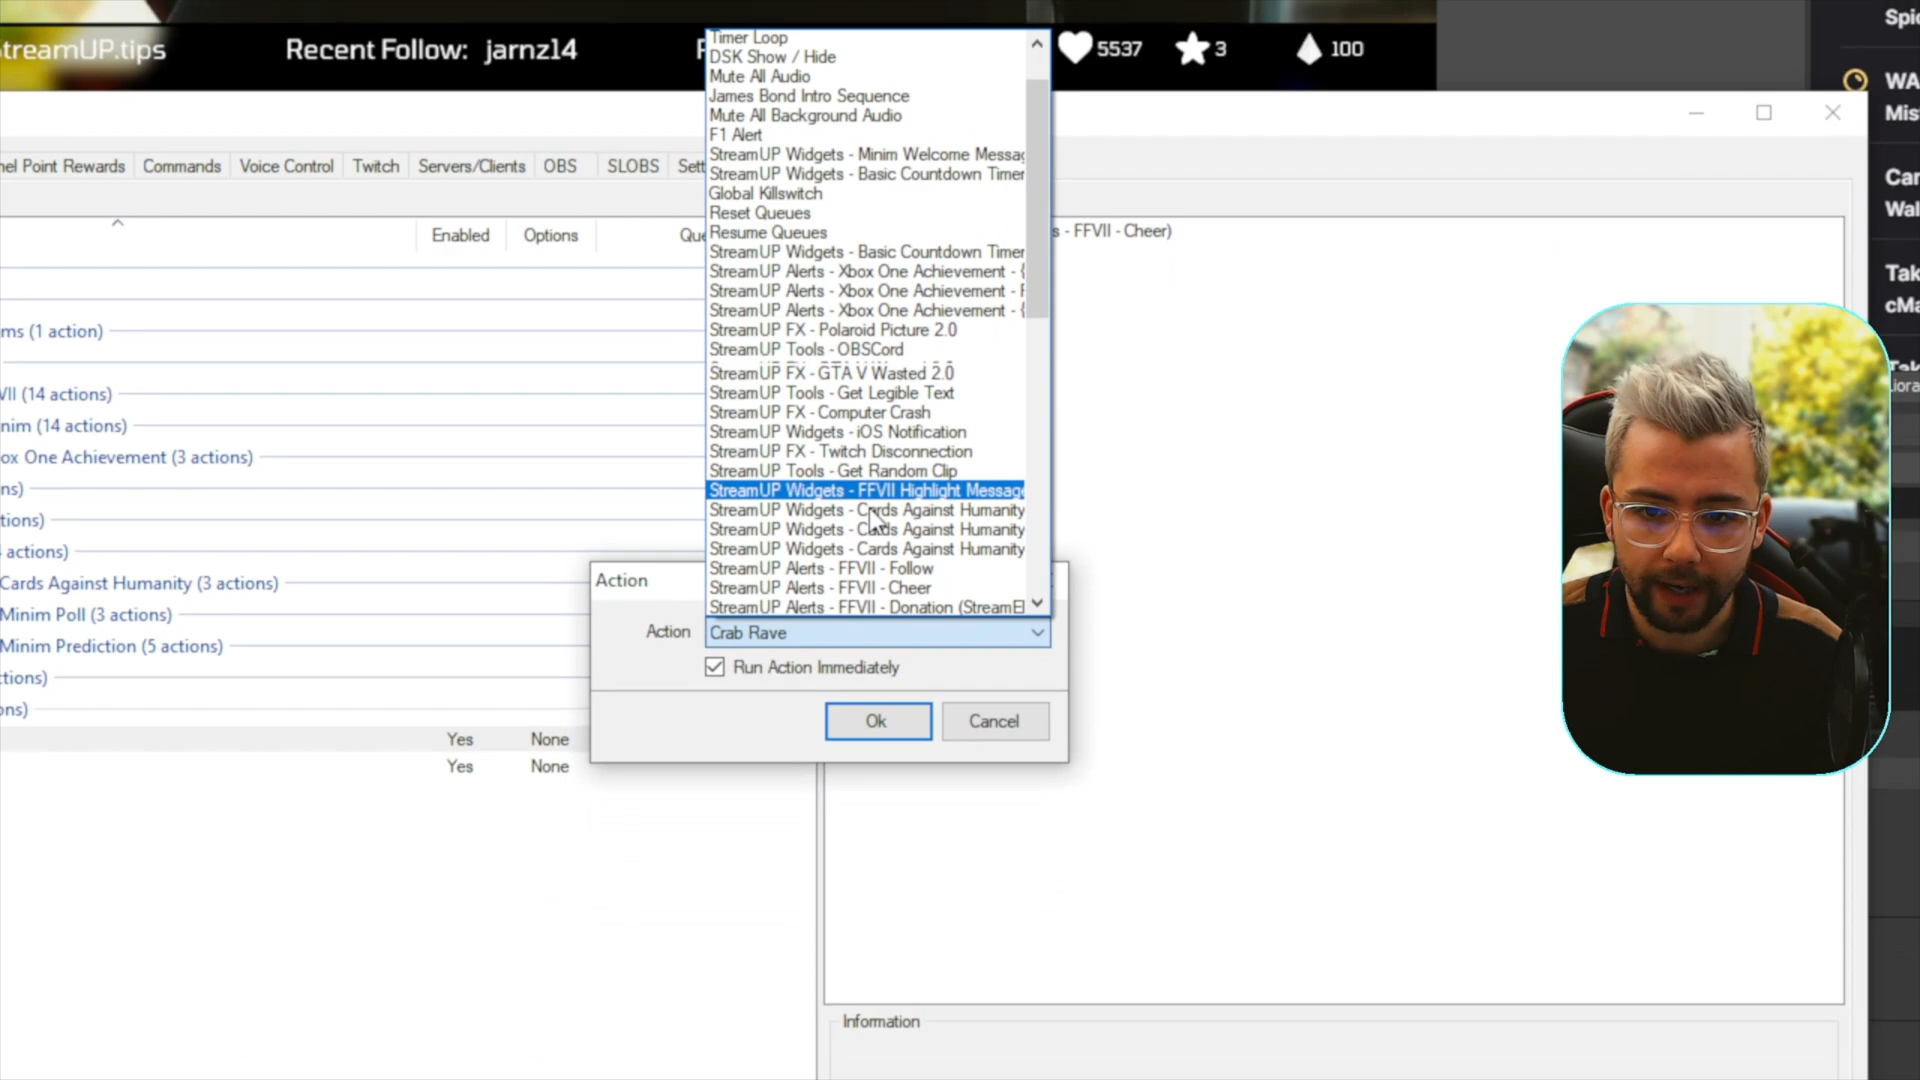 treamUP.tips
Recent Follow: jarnz14
5537
3
100
Timer Loop
DSK Show / Hide
Mute All Audio
James Bond Intro Sequence
Mute All Background Audio
F1 Alert
StreamUP Widgets - Minim Welcome Messag
StreamUP Widgets - Basic Countdown Timer
Global Killswitch
Reset Queues
Resume Queues
StreamUP Widgets - Basic Countdown Timer
StreamUP Alerts - Xbox One Achievement - {
StreamUP Alerts - Xbox One Achievement - F
StreamUP Alerts - Xbox One Achievement - {
StreamUP FX - Polaroid Picture 2.0
StreamUP Tools - OBSCord
StreamUP FX - GTA V Wasted 2.0
StreamUP Tools - Get Legible Text
StreamUP FX - Computer Crash
StreamUP Widgets - iOS Notification
StreamUP FX - Twitch Disconnection
StreamUP Tools - Get Random Clip
StreamUP Widgets - FFVII Highlight Message
StreamUP Widgets - Cards Against Humanity
StreamUP Widgets - Cards Against Humanity
StreamUP Widgets - Cards Against Humanity
StreamUP Alerts - FFVII - Follow
StreamUP Alerts - FFVII - Cheer
StreamUP Alerts - FFVII - Donation (StreamEl
nel Point Rewards Commands Voice Control Twitch Servers/Clients OBS SLOBS Sett
Enabled Options Que
s - FFVII - Cheer)
ms (1 action)
VII (14 actions)
nim (14 actions)
ox One Achievement (3 actions)
ns)
tions)
actions)
Cards Against Humanity (3 actions)
Minim Poll (3 actions)
Minim Prediction (5 actions)
ctions)
ons)
Yes None
Yes None
Action
Action Crab Rave
Run Action Immediately
Ok Cancel
Information
Spid
WA
Mis
Car
Wal
Tak
cMa